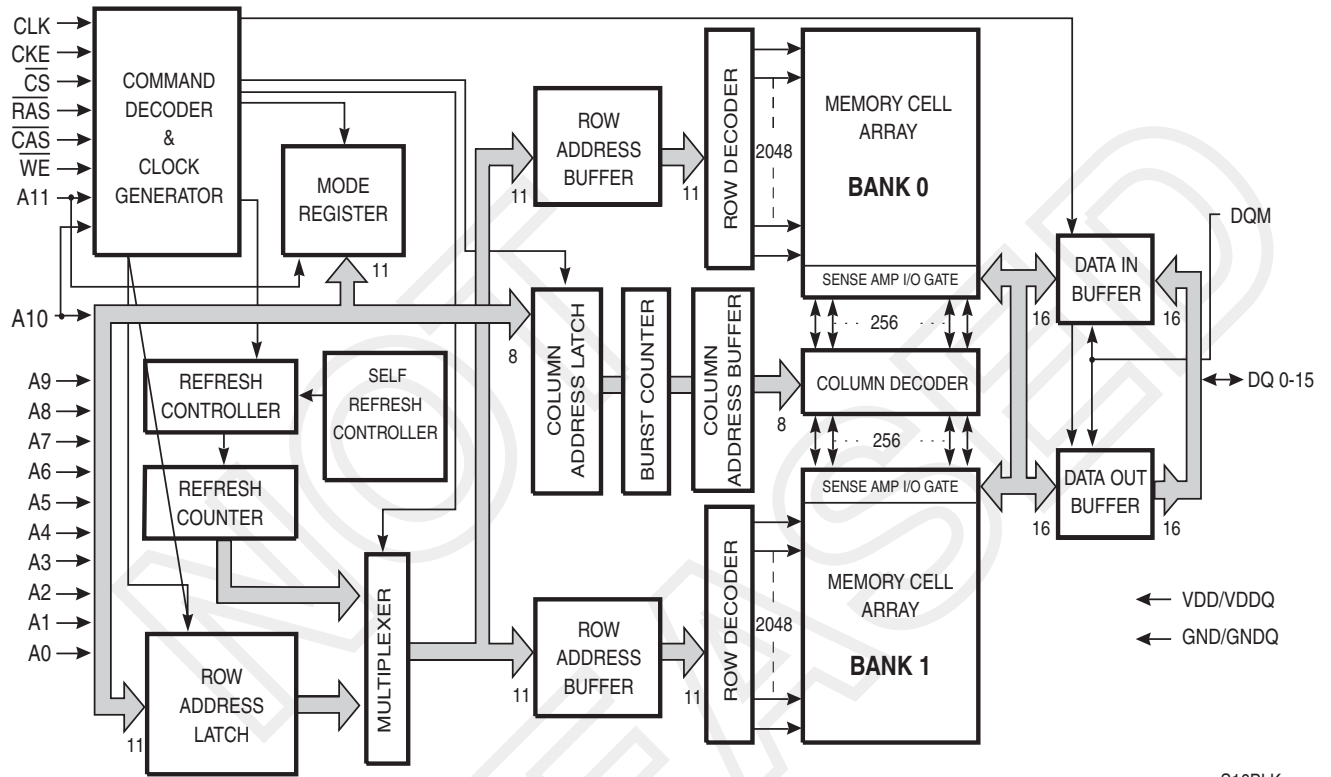 CLK
CKE
CS
RAS
CAS
WE
A11
A10
A9
A8
A7
A6
A5
A4
A3
A2
A1
A0
COMMAND
DECODER
&
CLOCK
GENERATOR
MODE
REGISTER
11
REFRESH
CONTROLLER
SELF
REFRESH
CONTROLLER
REFRESH
COUNTER
ROW
ADDRESS
LATCH
11
MULTIPLEXER
ROW
ADDRESS
BUFFER
11
11
ROW DECODER
2048
MEMORY CELL
ARRAY
BANK 0
SENSE AMP I/O GATE
8
COLUMN
ADDRESS LATCH
BURST COUNTER
COLUMN
ADDRESS BUFFER
8
256
COLUMN DECODER
256
ROW
ADDRESS
BUFFER
11
11
ROW DECODER
2048
SENSE AMP I/O GATE
MEMORY CELL
ARRAY
BANK 1
DATA IN
BUFFER
16
16
DATA OUT
BUFFER
16
16
DQM
DQ 0-15
VDD/VDDQ
GND/GNDQ
NOT